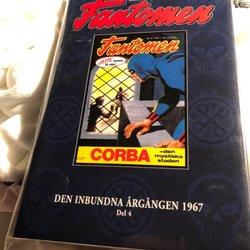 Fantomen
Fantomen
CORBA
–den
mystiska
staden
DEN INBUNDNA ÅRGÅNGEN 1967
Del 4